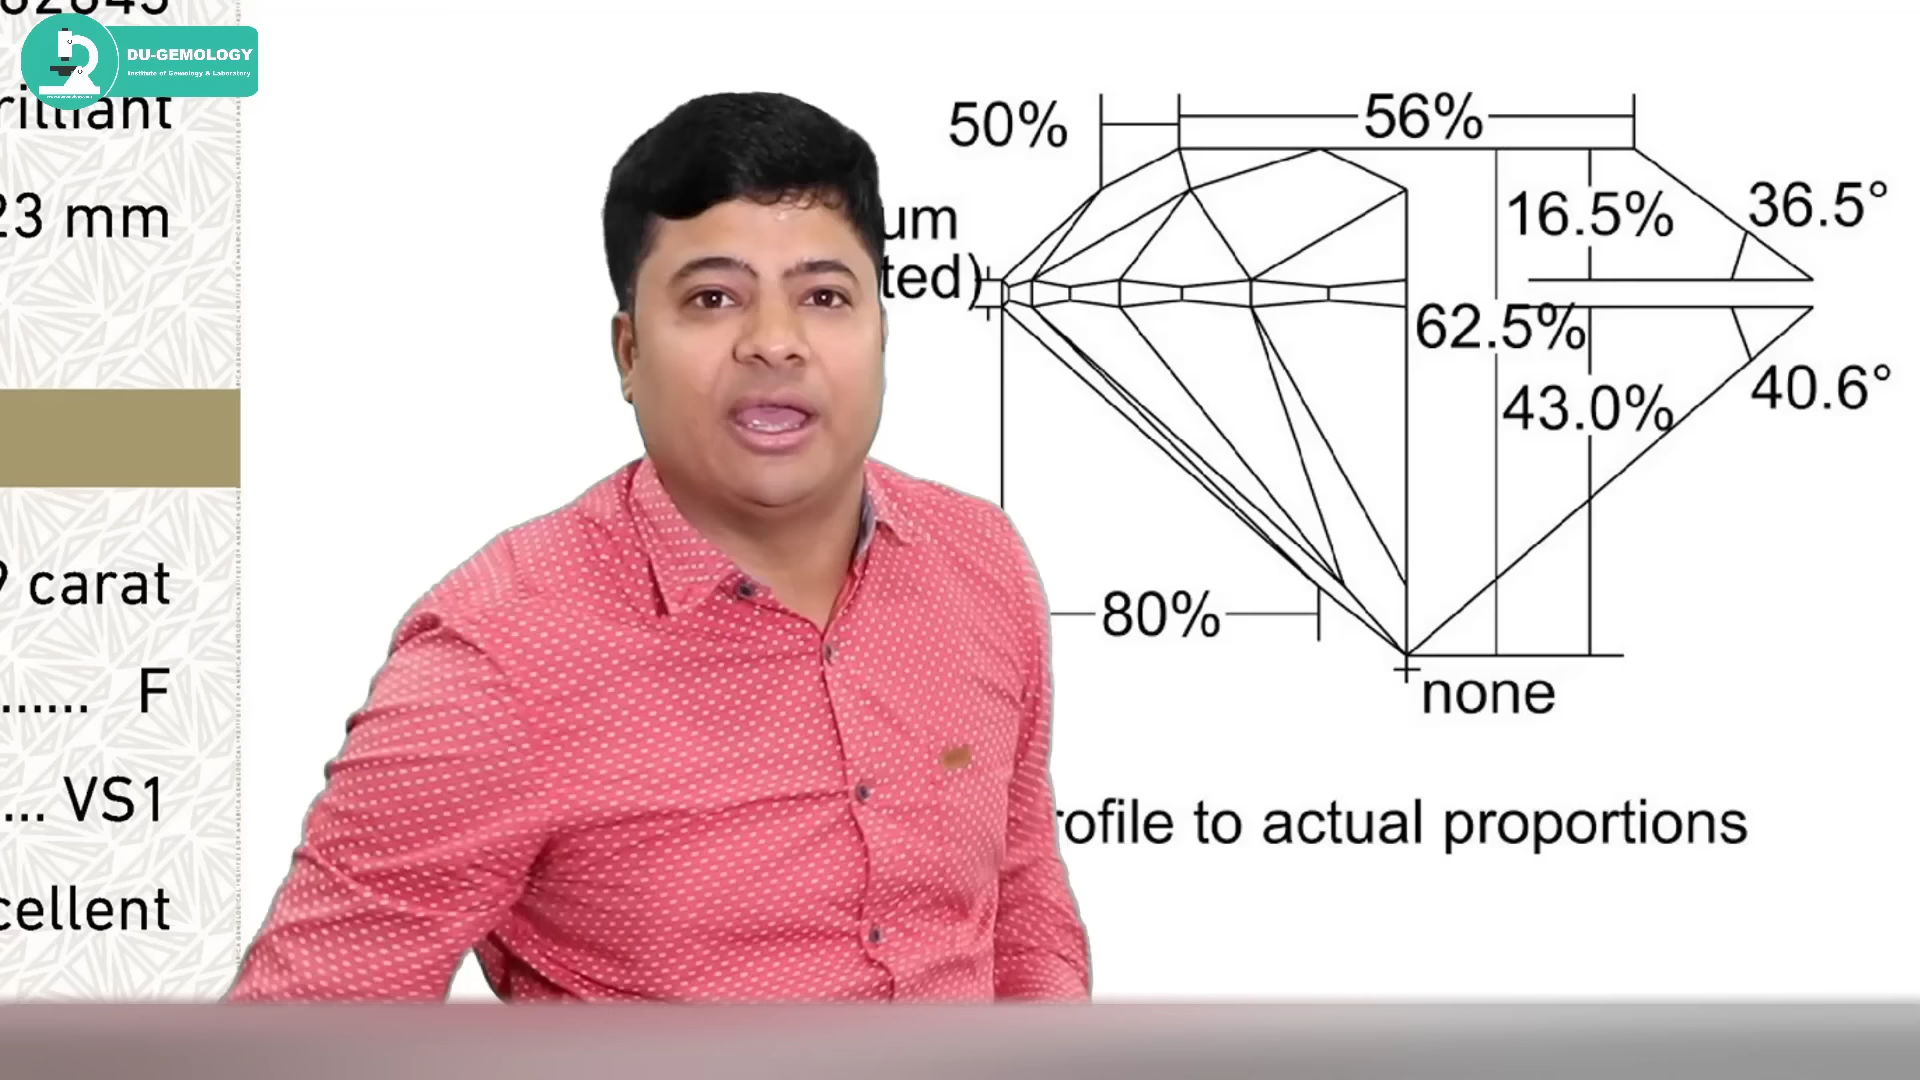 DU-GEMOLOGY
Institute of Gemology & Laboratory
rilliant
23 mm
carat
...... F
... VS1
cellent
50%
56%
um
ted)
16.5%
36.5°
62.5%
43.0%
40.6°
80%
none
rofile to actual proportions